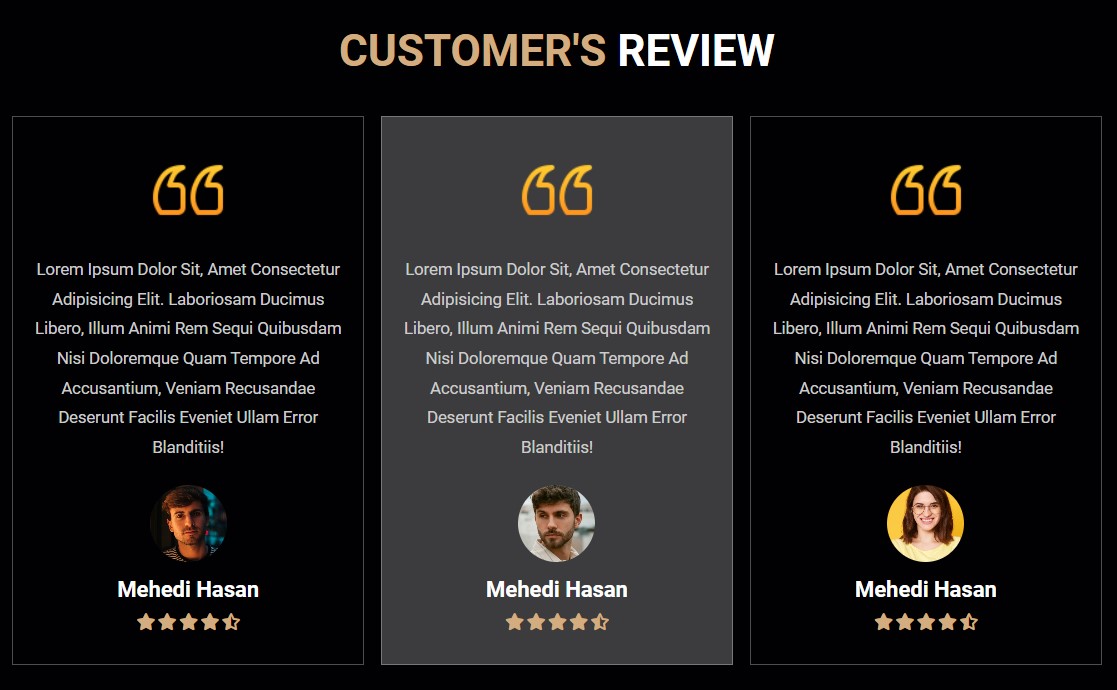 CUSTOMER'S REVIEW
Lorem Ipsum Dolor Sit, Amet Consectetur
Adipisicing Elit. Laboriosam Ducimus
Libero, Illum Animi Rem Sequi Quibusdam
Nisi Doloremque Quam Tempore Ad
Accusantium, Veniam Recusandae
Deserunt Facilis Eveniet Ullam Error
Blanditiis!
Mehedi Hasan
Lorem Ipsum Dolor Sit, Amet Consectetur
Adipisicing Elit. Laboriosam Ducimus
Libero, Illum Animi Rem Sequi Quibusdam
Nisi Doloremque Quam Tempore Ad
Accusantium, Veniam Recusandae
Deserunt Facilis Eveniet Ullam Error
Blanditiis!
Mehedi Hasan
Lorem Ipsum Dolor Sit, Amet Consectetur
Adipisicing Elit. Laboriosam Ducimus
Libero, Illum Animi Rem Sequi Quibusdam
Nisi Doloremque Quam Tempore Ad
Accusantium, Veniam Recusandae
Deserunt Facilis Eveniet Ullam Error
Blanditiis!
Mehedi Hasan